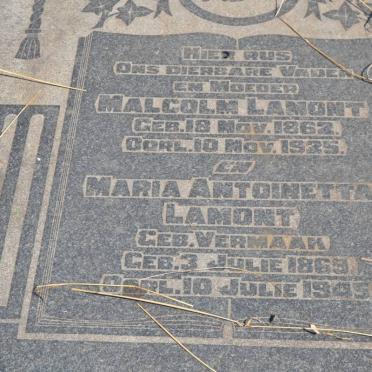 HIER RUS
ONS DIERBARE VADER
EN MOEDER
MALCOLM LAMONT
GEB. 18 NOV. 1862.
OORL. 10 NOV. 1935.
EN
MARIA ANTOINETTA
LAMONT
GEB. VERMAAK
GEB. 3 JULIE 1869
OORL. 10 JULIE 1945